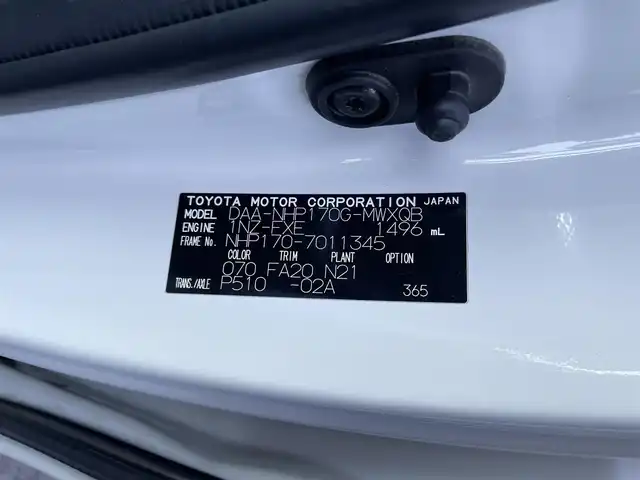 TOYOTA MOTOR CORPORATION JAPAN
MODEL DAA-NHP170G-MWXQB
ENGINE 1NZ-EXE 1496 mL
FRAME No. NHP170-7011345
COLOR TRIM PLANT OPTION
070 FA20 N21
TRANS./AXLE P510 -02A 365